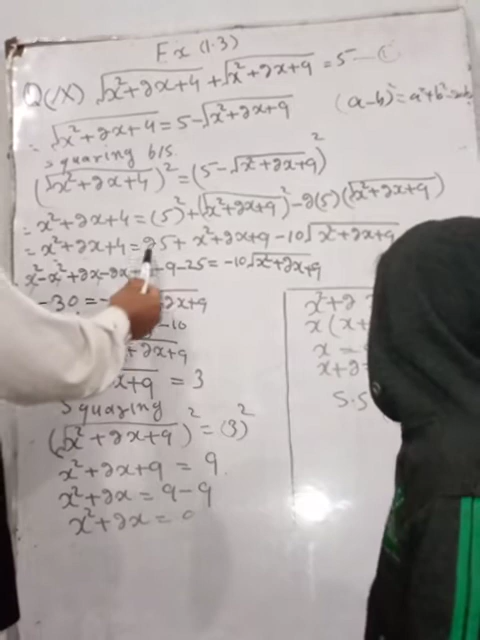 Ex (1.3)
Q(ix) √x²+2x+4 + √x²+2x+9 = 5 — ①
= √x²+2x+4 = 5 - √x²+2x+9
(a-b)² = a²+b²-2ab
Squaring b/s.
(√x²+2x+4)² = (5 - √x²+2x+9)²
= x²+2x+4 = (5)² + (√x²+2x+9)² - 2(5)(√x²+2x+9)
= x²+2x+4 = 25 + x²+2x+9 - 10√x²+2x+9
x²-x²+2x-2x+4-9-25 = -10√x²+2x+9
-30 = 2x+9
-10
+2x+9
x+9 = 3
Squaring
(√x²+2x+9)² = (3)²
x²+2x+9 = 9
x²+2x = 9-9
x²+2x =
x²+2
x(x+
x =
x+2=
S.S